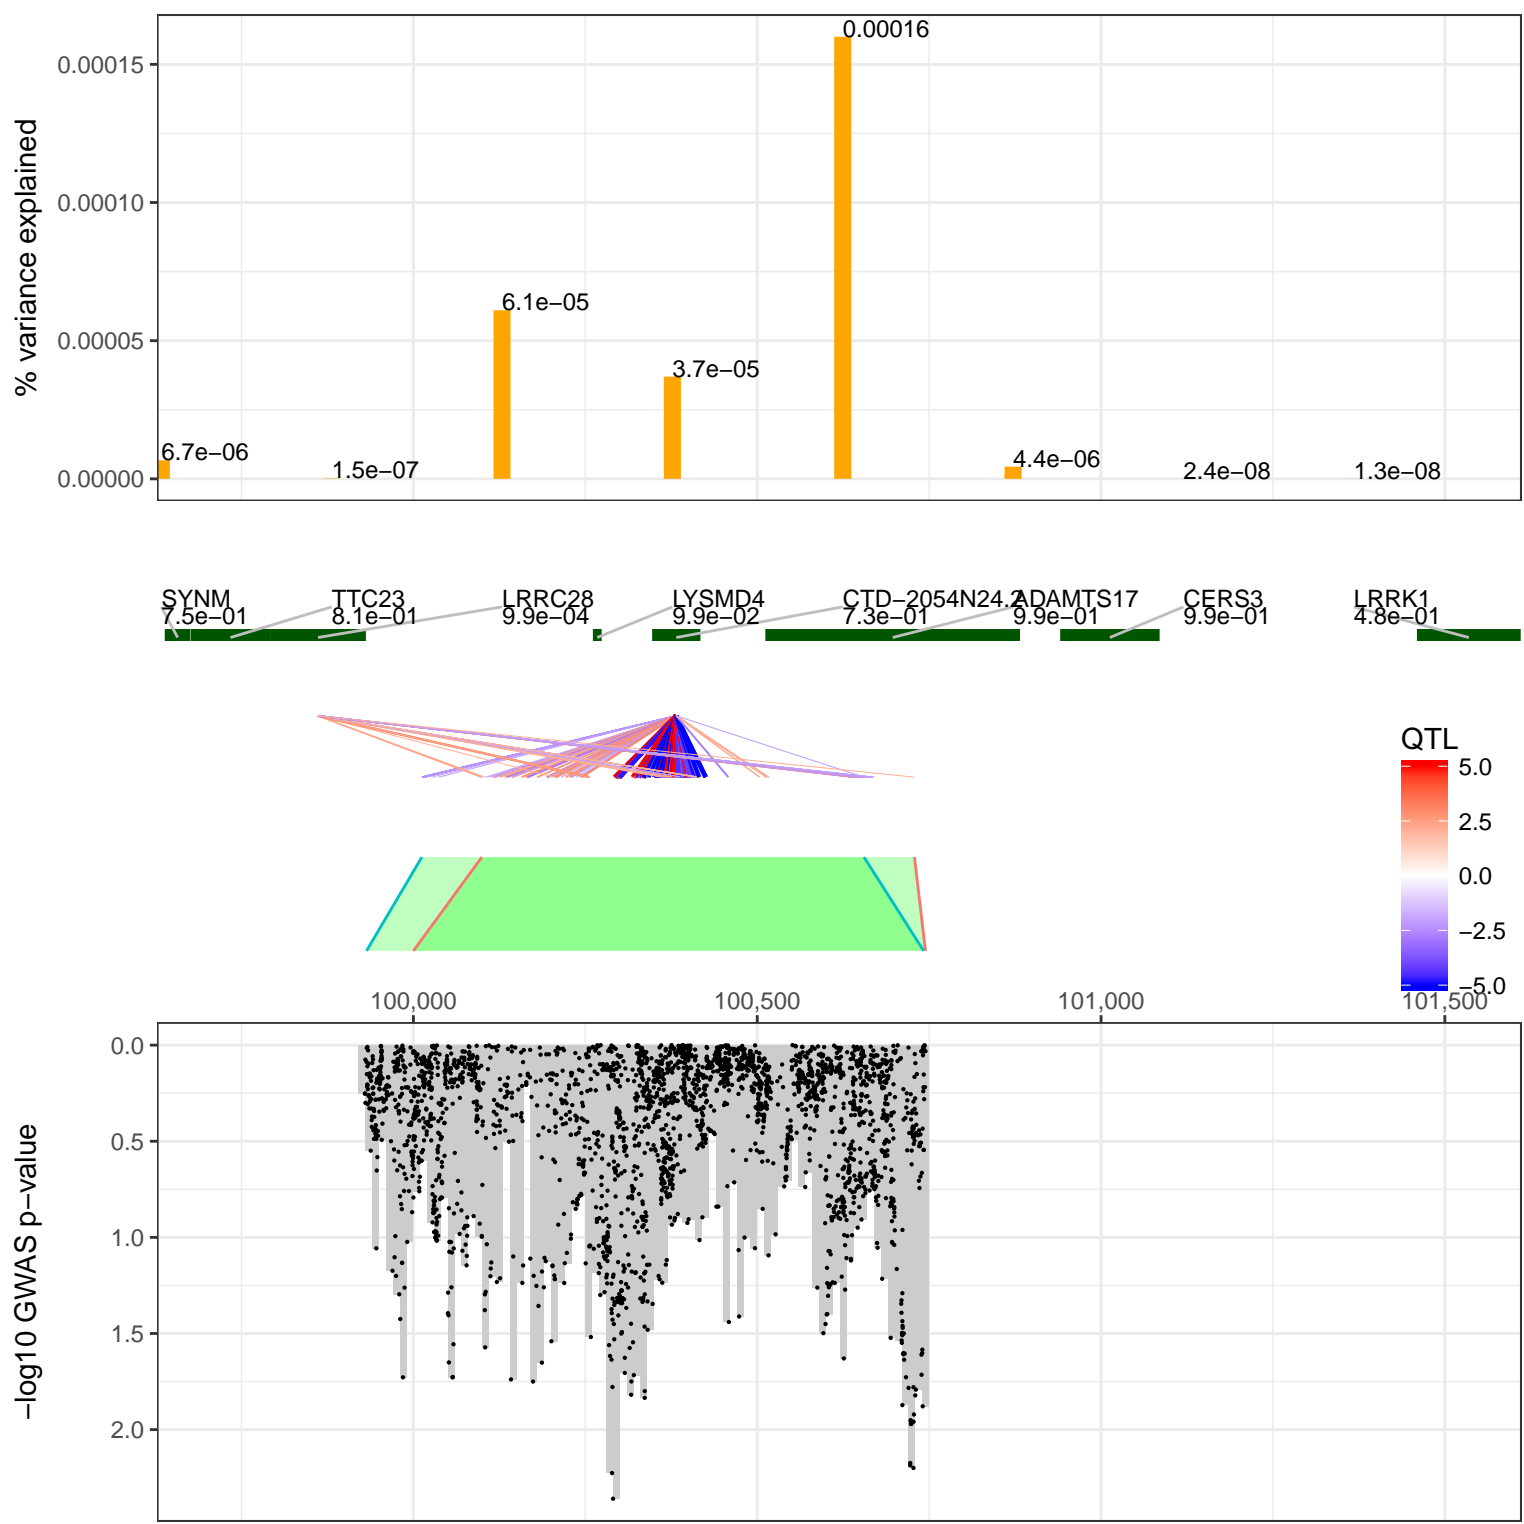 0.00016
0.00015
0.00010
0.00005
0.00000
% variance explained
6.1e−05
3.7e−05
6.7e−06
1.5e−07
4.4e−06
2.4e−08
1.3e−08
SYNM TTC23 LRRC28 LYSMD4 CTD−2054N24.2 ADAMTS17 CERS3 LRRK1
7.5e−01 8.1e−01 9.9e−04 9.9e−02 7.3e−01 9.9e−01 9.9e−01 4.8e−01
QTL
5.0
2.5
0.0
−2.5
−5.0
100,000 100,500 101,000 101,500
0.0
0.5
1.0
1.5
2.0
−log10 GWAS p−value